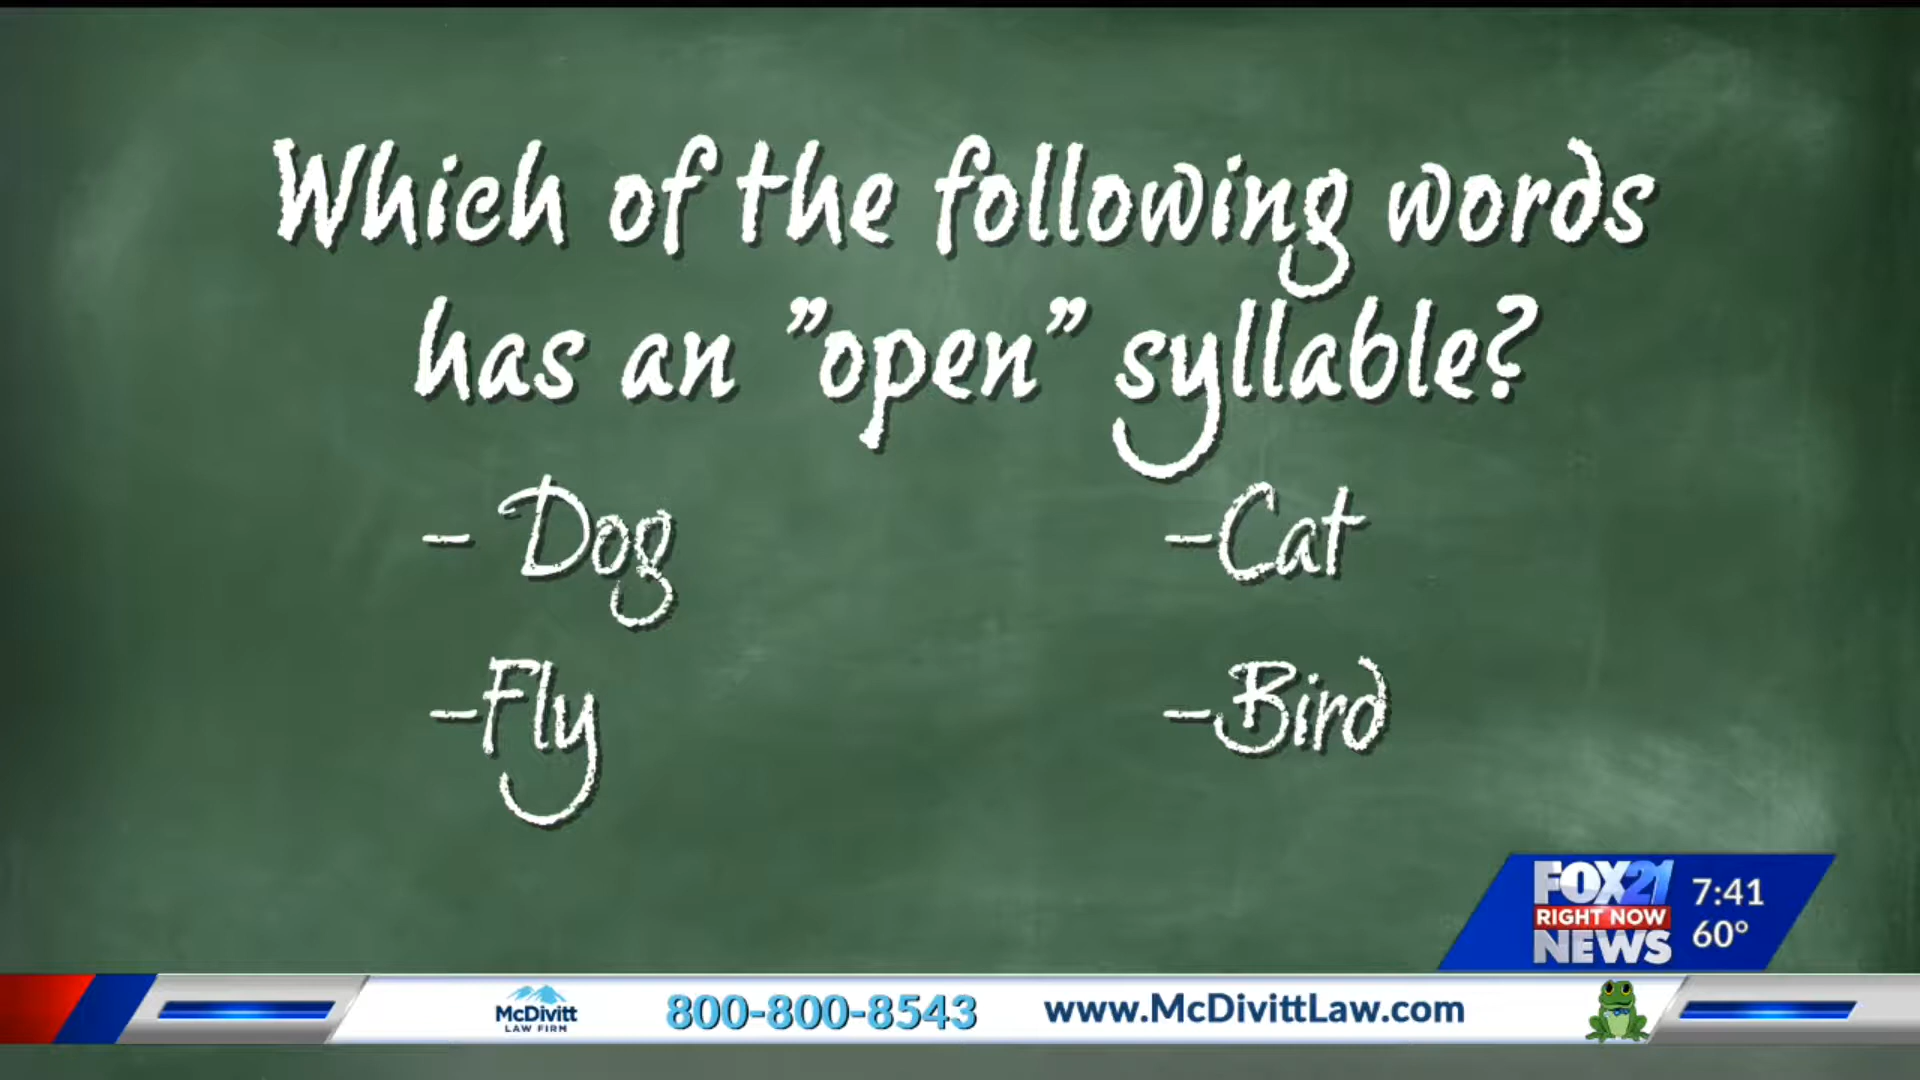 Which of the following words
has an "open" syllable?
- Dog
-Cat
-Fly
-Bird
FOX21
RIGHT NOW
NEWS
7:41
60°
McDivitt
LAW FIRM
800-800-8543
www.McDivittLaw.com